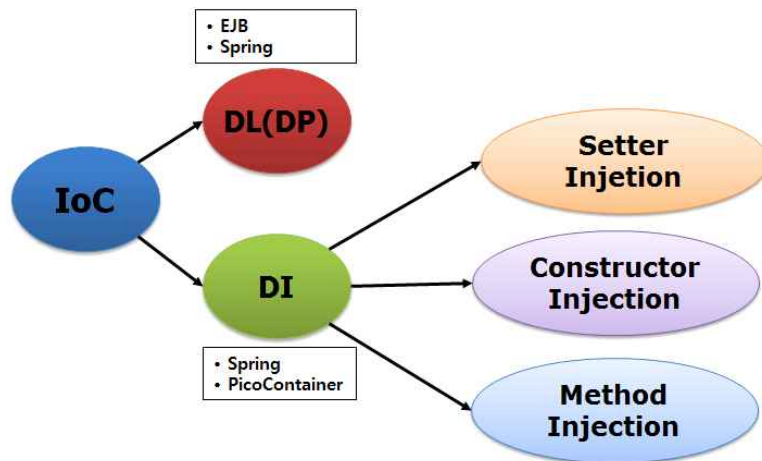 • EJB
• Spring
DL(DP)
IoC
DI
• Spring
• PicoContainer
Setter
Injetion
Constructor
Injection
Method
Injection